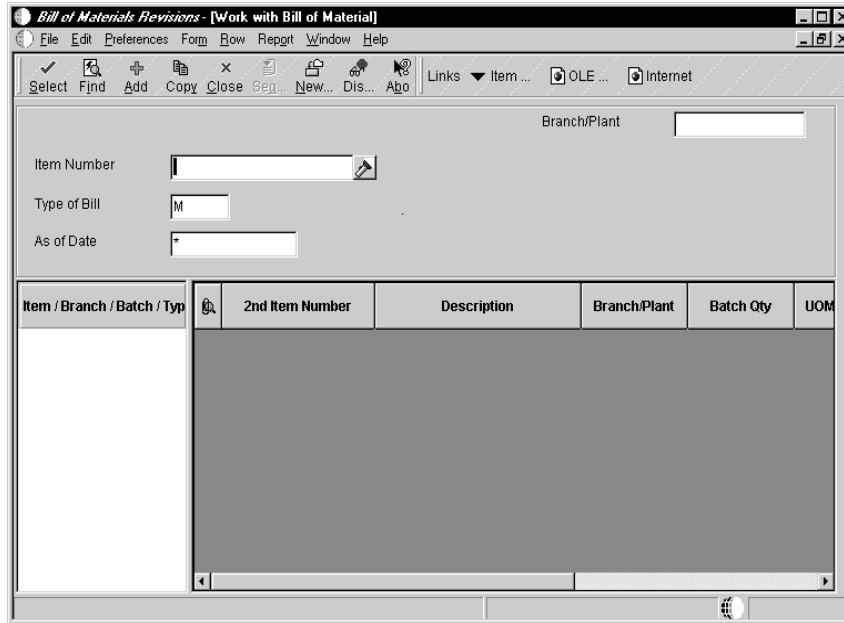 Bill of Materials Revisions - [Work with Bill of Material]
File Edit Preferences Form Row Report Window Help
Select Find Add Copy Close Seq... New... Dis... Abo Links Item ... OLE ... Internet
Branch/Plant
Item Number
Type of Bill M
As of Date *
Item / Branch / Batch / Typ 2nd Item Number Description Branch/Plant Batch Qty UOM